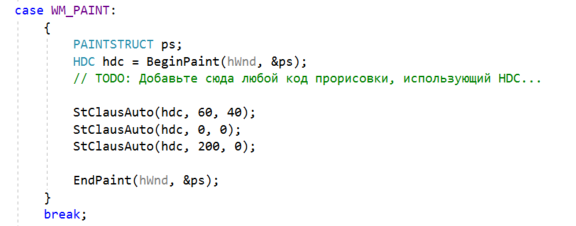 case WM_PAINT:
{
PAINTSTRUCT ps;
HDC hdc = BeginPaint(hWnd, &ps);
// TODO: Добавьте сюда любой код прорисовки, использующий HDC...
StClausAuto(hdc, 60, 40);
StClausAuto(hdc, 0, 0);
StClausAuto(hdc, 200, 0);
EndPaint(hWnd, &ps);
}
break;